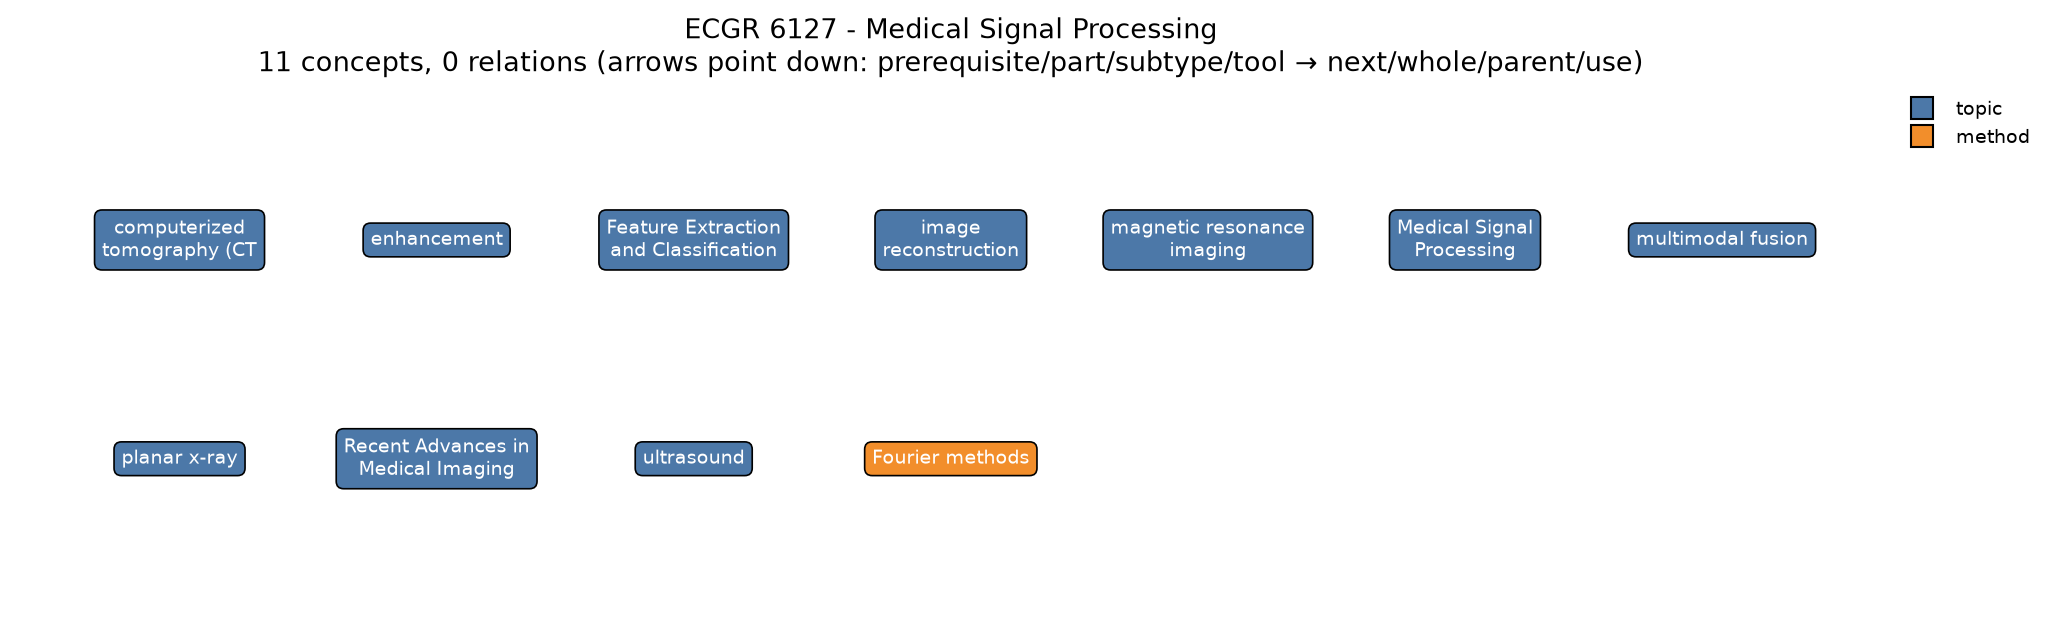 ECGR 6127 - Medical Signal Processing
11 concepts, 0 relations (arrows point down: prerequisite/part/subtype/tool → next/whole/parent/use)
topic
method
computerized
tomography (CT
enhancement
Feature Extraction
and Classification
image
reconstruction
magnetic resonance
imaging
Medical Signal
Processing
multimodal fusion
planar x-ray
Recent Advances in
Medical Imaging
ultrasound
Fourier methods